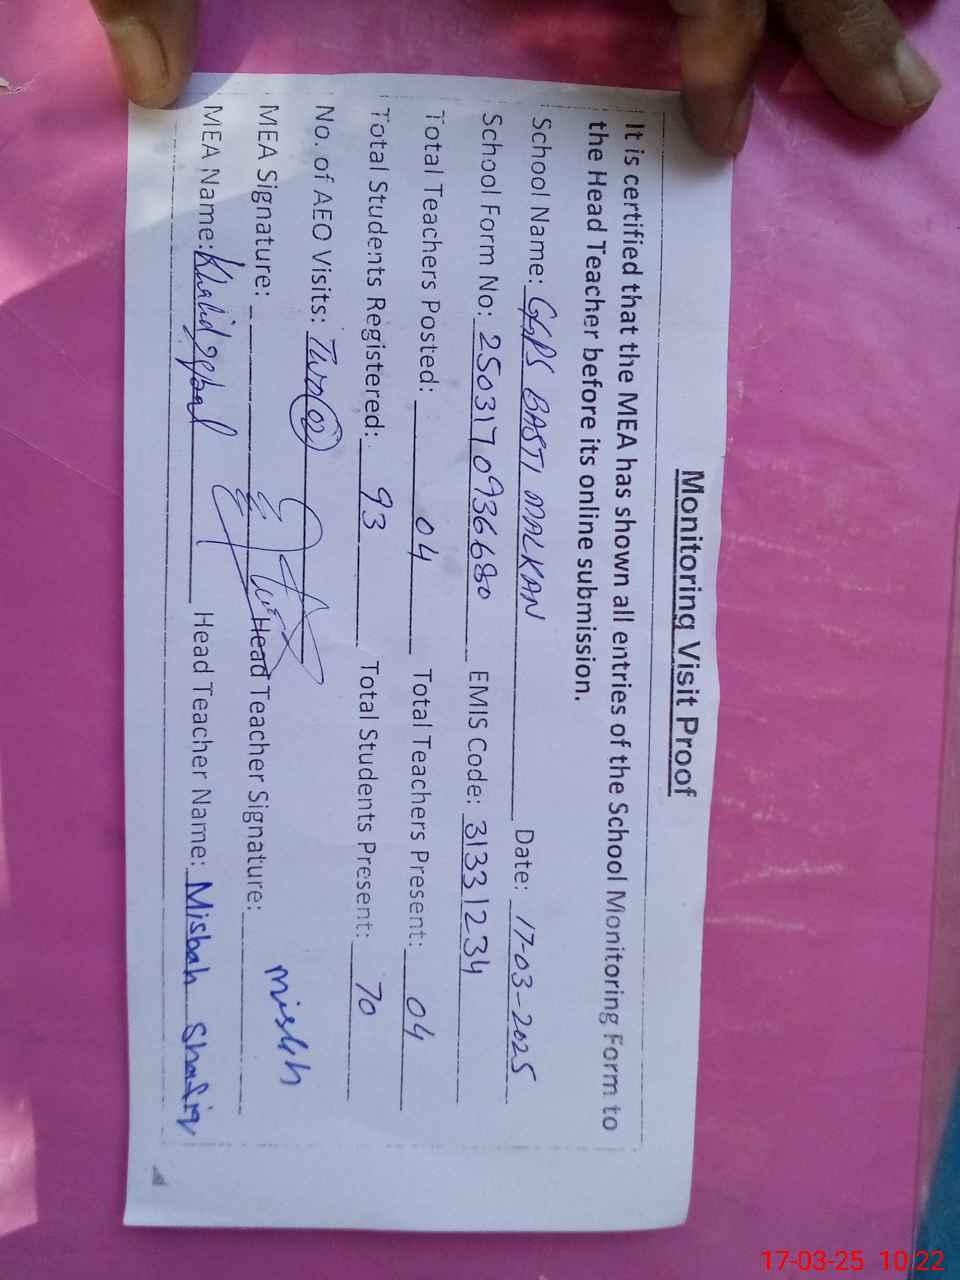 Monitoring Visit Proof
It is certified that the MEA has shown all entries of the School Monitoring Form to
the Head Teacher before its online submission.
School Name: GGPS BASTI MALKAN Date: 17-03-2025
School Form No: 250317093668​0 EMIS Code: 31331234
Total Teachers Posted: 04 Total Teachers Present: 04
Total Students Registered: 93 Total Students Present: 70
No. of AEO Visits: Two (02)
MEA Signature: Head Teacher Signature: Misbah
MEA Name: Khalid Iqbal Head Teacher Name: Misbah Shafiq
17-03-25 10:22